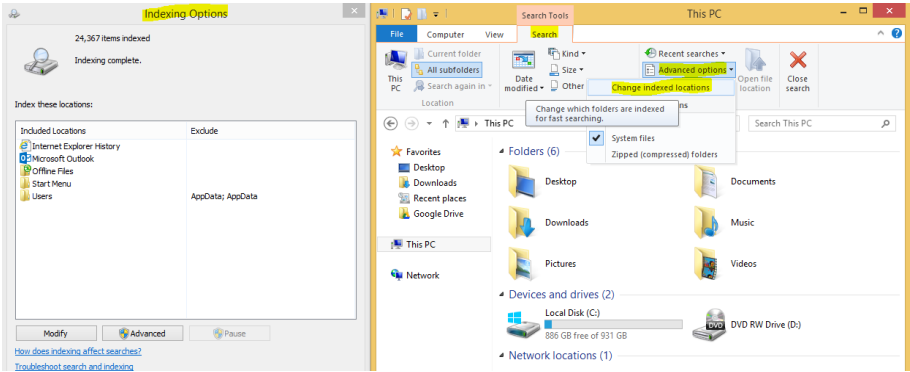 Indexing Options
24,367 items indexed
Indexing complete.
Index these locations:
Included Locations Exclude
Internet Explorer History
Microsoft Outlook
Offline Files
Start Menu
Users AppData; AppData
Modify Advanced Pause
How does indexing affect searches?
Troubleshoot search and indexing
Search Tools This PC
File Computer View Search
This PC
Current folder
All subfolders
Search again in
Location
Date modified
Kind
Size
Other
Recent searches
Advanced options
Change indexed locations
Change which folders are indexed
for fast searching.
System files
Zipped (compressed) folders
Open file location
Close search
This PC
Search This PC
Favorites
Desktop
Downloads
Recent places
Google Drive
This PC
Network
Folders (6)
Desktop Documents
Downloads Music
Pictures Videos
Devices and drives (2)
Local Disk (C:)
886 GB free of 931 GB
DVD
DVD RW Drive (D:)
Network locations (1)